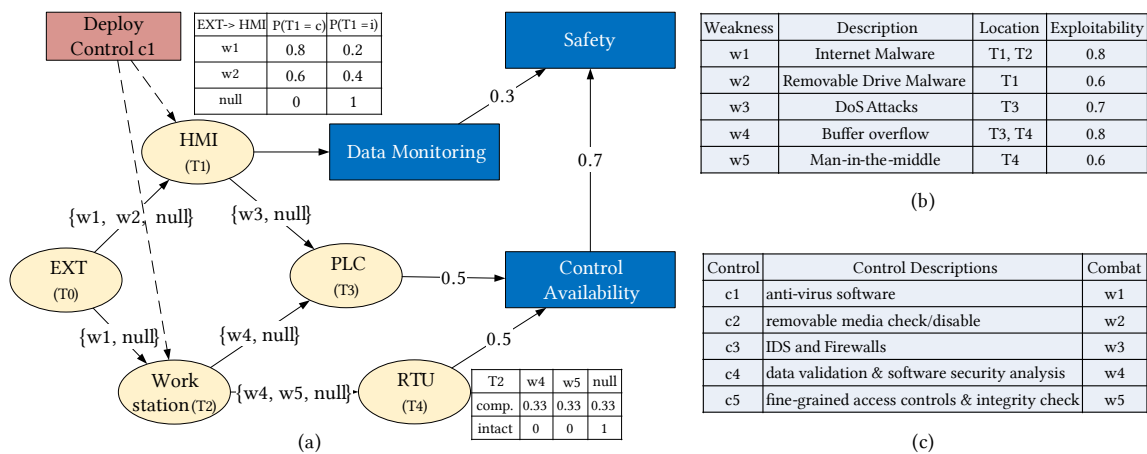 Deploy
Control c1
EXT-> HMI P(T1 = c) P(T1 = i)
w1 0.8 0.2
w2 0.6 0.4
null 0 1
Safety
0.3
HMI
(T1)
Data Monitoring
0.7
{w1, w2, null}
{w3, null}
EXT
(T0)
PLC
(T3)
0.5
Control
Availability
{w1, null}
{w4, null}
0.5
Work
station(T2)
{w4, w5, null}
RTU
(T4)
T2 w4 w5 null
comp. 0.33 0.33 0.33
intact 0 0 1
(a)
Weakness Description Location Exploitability
w1 Internet Malware T1, T2 0.8
w2 Removable Drive Malware T1 0.6
w3 DoS Attacks T3 0.7
w4 Buffer overflow T3, T4 0.8
w5 Man-in-the-middle T4 0.6
(b)
Control Control Descriptions Combat
c1 anti-virus software w1
c2 removable media check/disable w2
c3 IDS and Firewalls w3
c4 data validation & software security analysis w4
c5 fine-grained access controls & integrity check w5
(c)